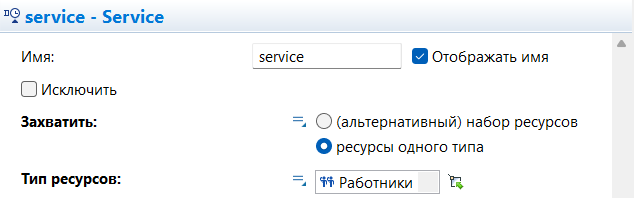 service - Service
Имя: service Отображать имя
Исключить
Захватить: (альтернативный) набор ресурсов
ресурсы одного типа
Тип ресурсов: Работники